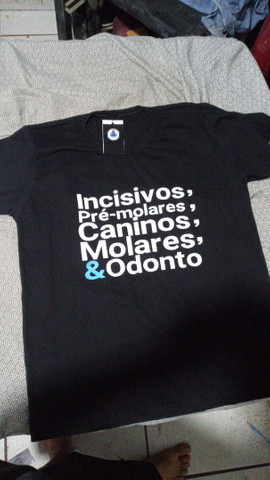 Incisivos,
Pré-molares,
Caninos,
Molares,
&Odonto